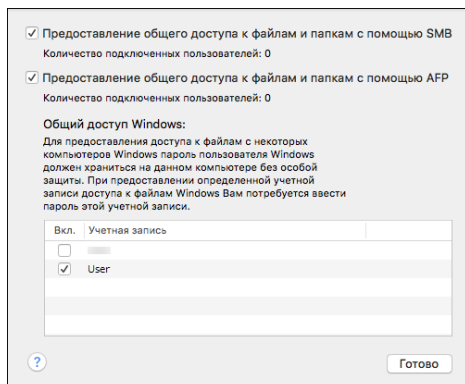 Предоставление общего доступа к файлам и папкам с помощью SMB
Количество подключенных пользователей: 0
Предоставление общего доступа к файлам и папкам с помощью AFP
Количество подключенных пользователей: 0
Общий доступ Windows:
Для предоставления доступа к файлам с некоторых
компьютеров Windows пароль пользователя Windows
должен храниться на данном компьютере без особой
защиты. При предоставлении определенной учетной
записи доступа к файлам Windows Вам потребуется ввести
пароль этой учетной записи.
Вкл. Учетная запись
User
? Готово